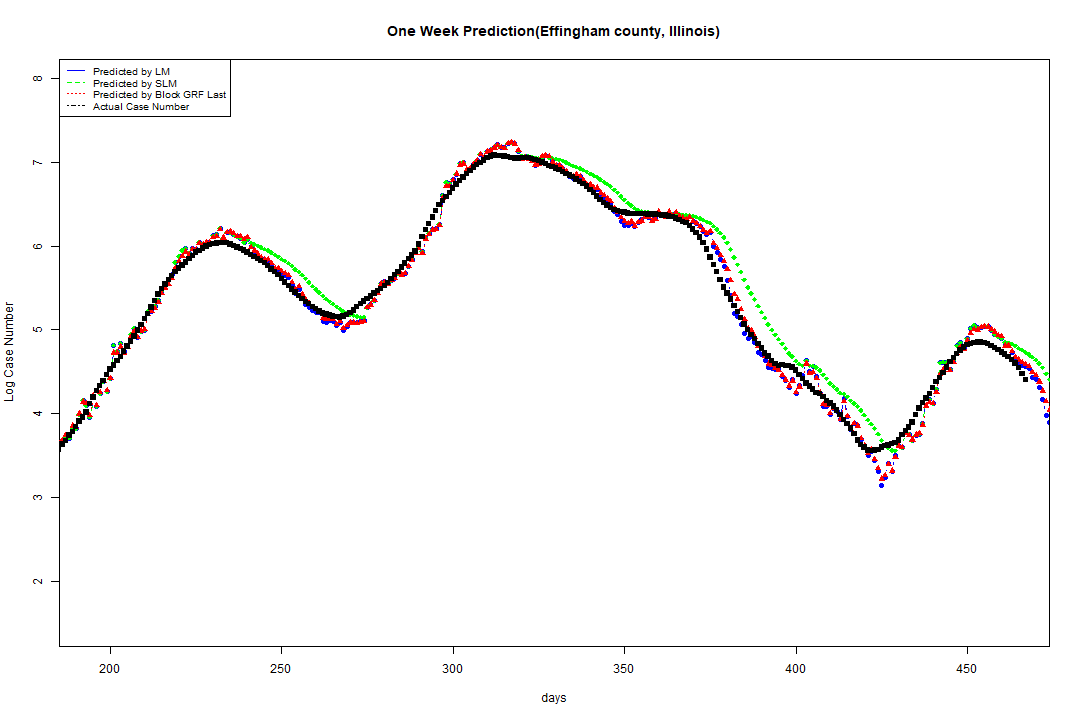 One Week Prediction(Effingham county, Illinois)
Predicted by LM
Predicted by SLM
Predicted by Block GRF Last
Actual Case Number
8
7
6
5
4
3
2
Log Case Number
200 250 300 350 400 450
days